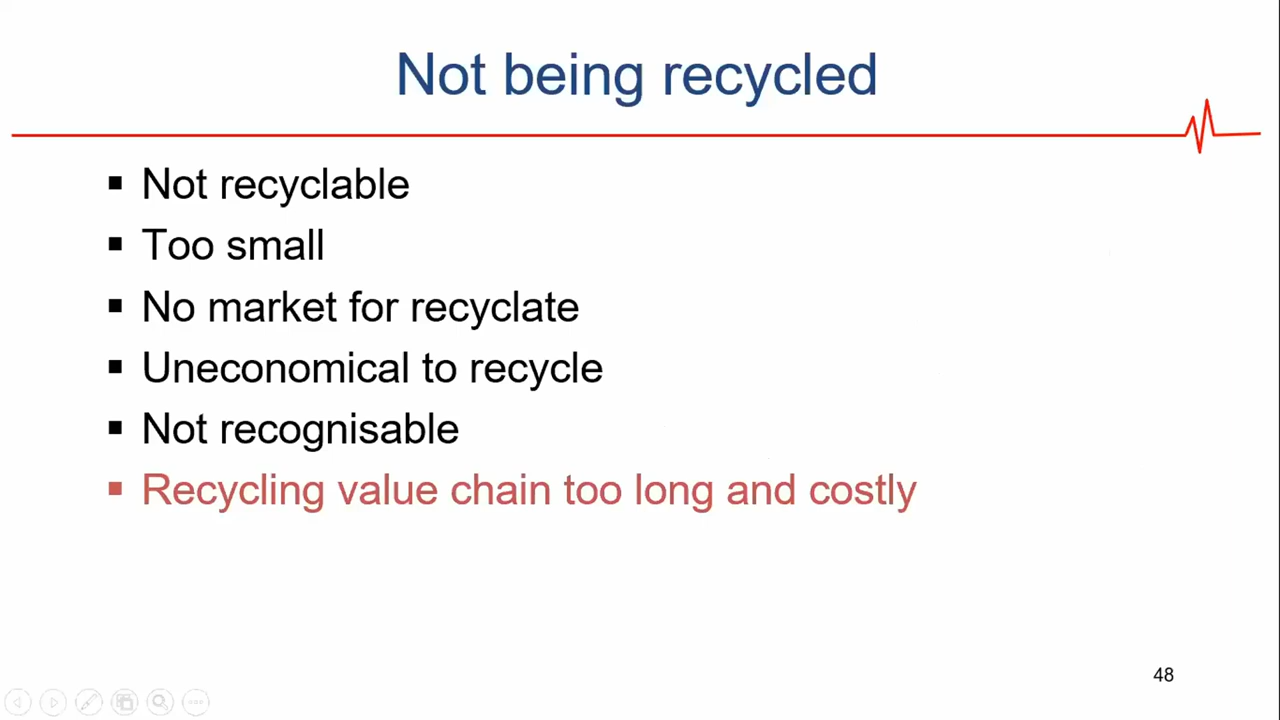 Not being recycled
Not recyclable
Too small
No market for recyclate
Uneconomical to recycle
Not recognisable
Recycling value chain too long and costly
48